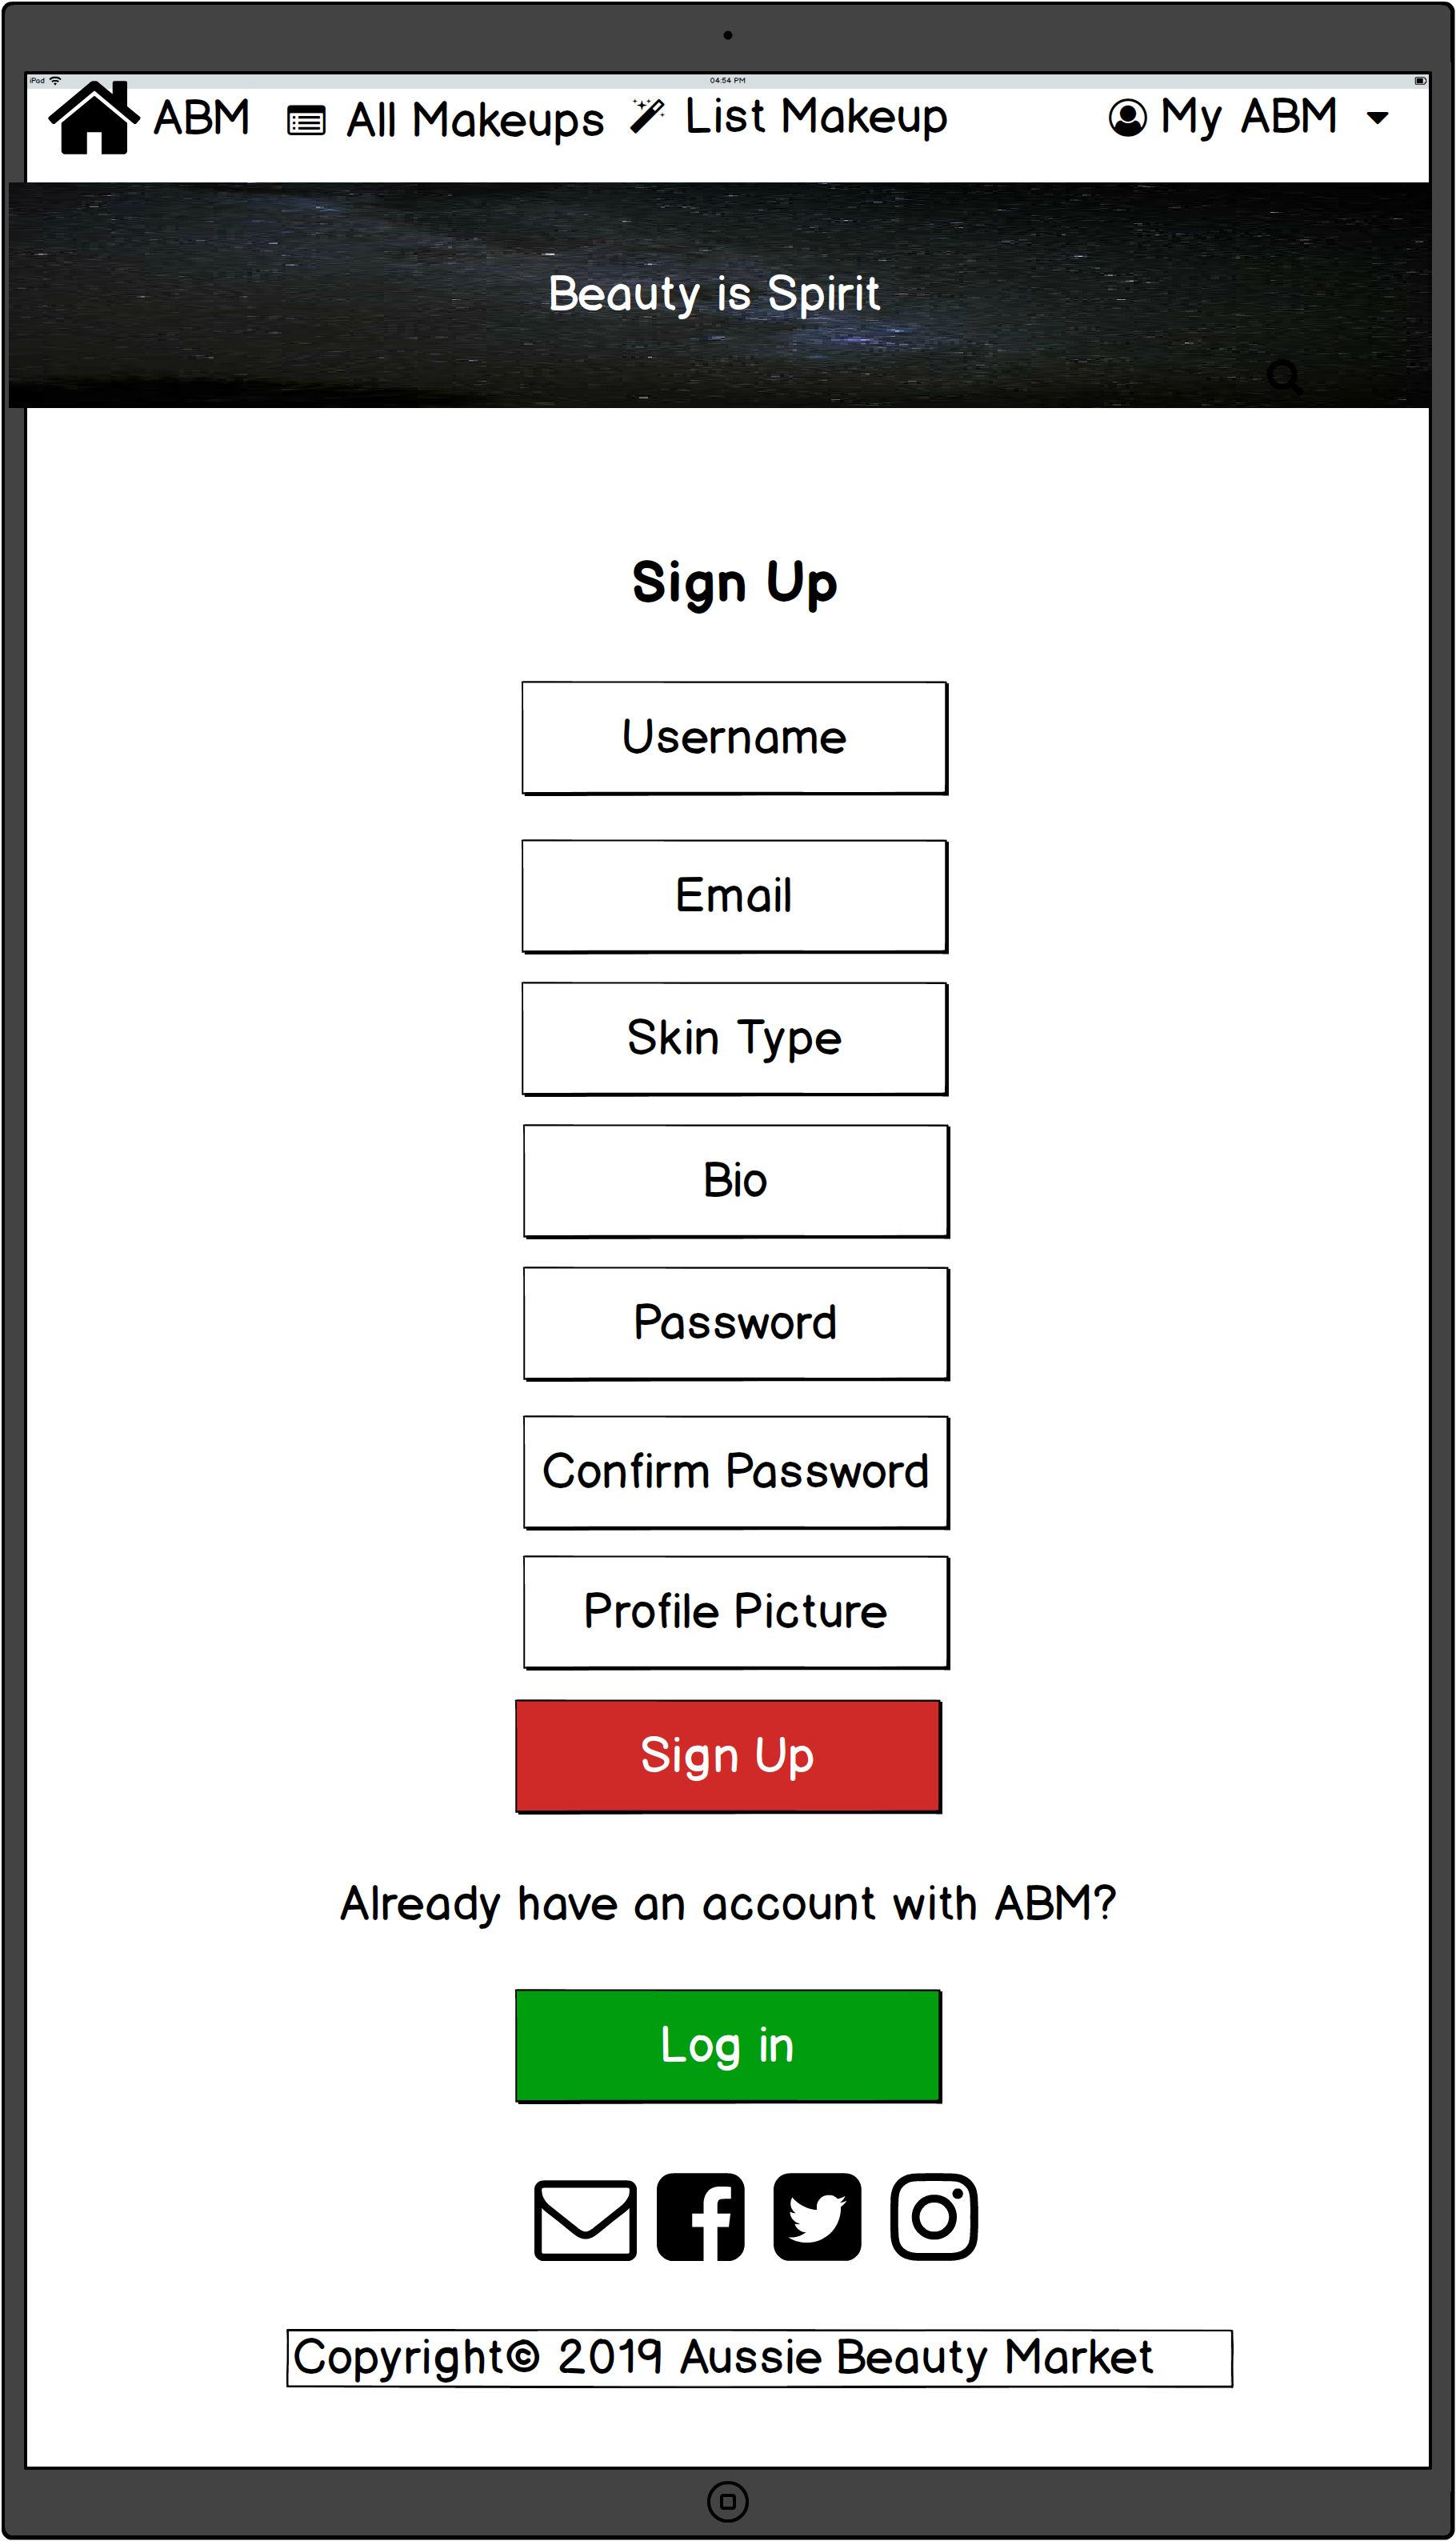 iPad 04:54 PM
ABM All Makeups List Makeup My ABM
Beauty is Spirit
Sign Up
Username
Email
Skin Type
Bio
Password
Confirm Password
Profile Picture
Sign Up
Already have an account with ABM?
Log in
Copyright© 2019 Aussie Beauty Market